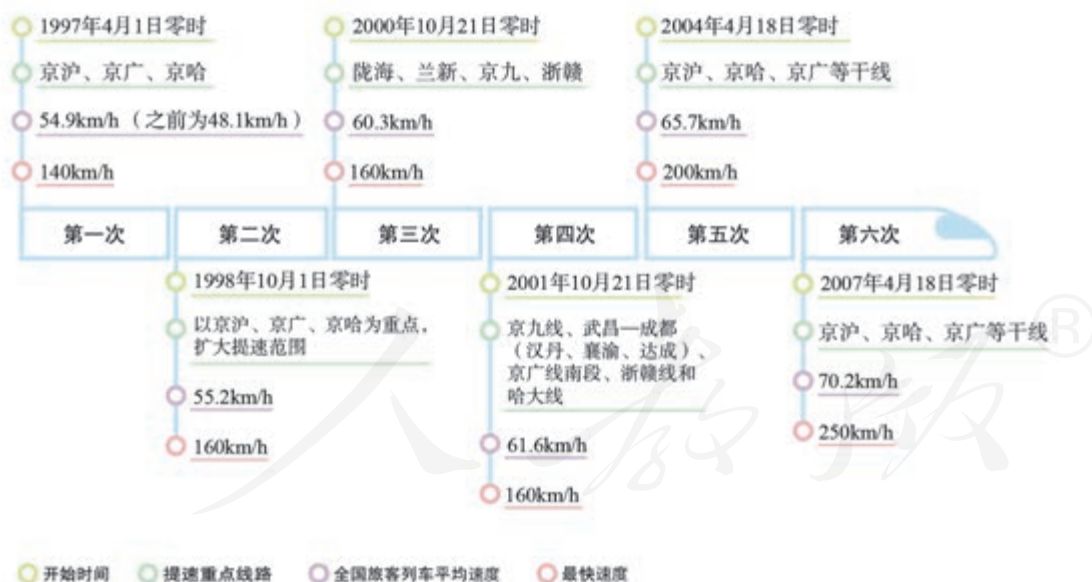 1997年4月1日零时
京沪、京广、京哈
54.9km/h（之前为48.1km/h）
140km/h
2000年10月21日零时
陇海、兰新、京九、浙赣
60.3km/h
160km/h
2004年4月18日零时
京沪、京哈、京广等干线
65.7km/h
200km/h
第一次
第二次
第三次
第四次
第五次
第六次
1998年10月1日零时
以京沪、京广、京哈为重点，
扩大提速范围
55.2km/h
160km/h
2001年10月21日零时
京九线、武昌—成都
（汉丹、襄渝、达成）、
京广线南段、浙赣线和
哈大线
61.6km/h
160km/h
2007年4月18日零时
京沪、京哈、京广等干线
70.2km/h
250km/h
人教版®
开始时间
提速重点线路
全国旅客列车平均速度
最快速度